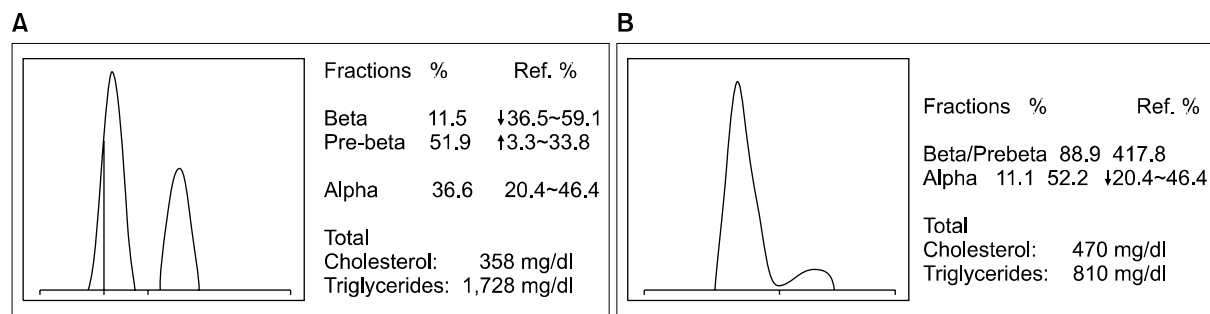 A
Fractions % Ref. %
Beta 11.5 ↓36.5~59.1
Pre-beta 51.9 ↑3.3~33.8
Alpha 36.6 20.4~46.4
Total
Cholesterol: 358 mg/dl
Triglycerides: 1,728 mg/dl
B
Fractions % Ref. %
Beta/Prebeta 88.9 417.8
Alpha 11.1 52.2 ↓20.4~46.4
Total
Cholesterol: 470 mg/dl
Triglycerides: 810 mg/dl